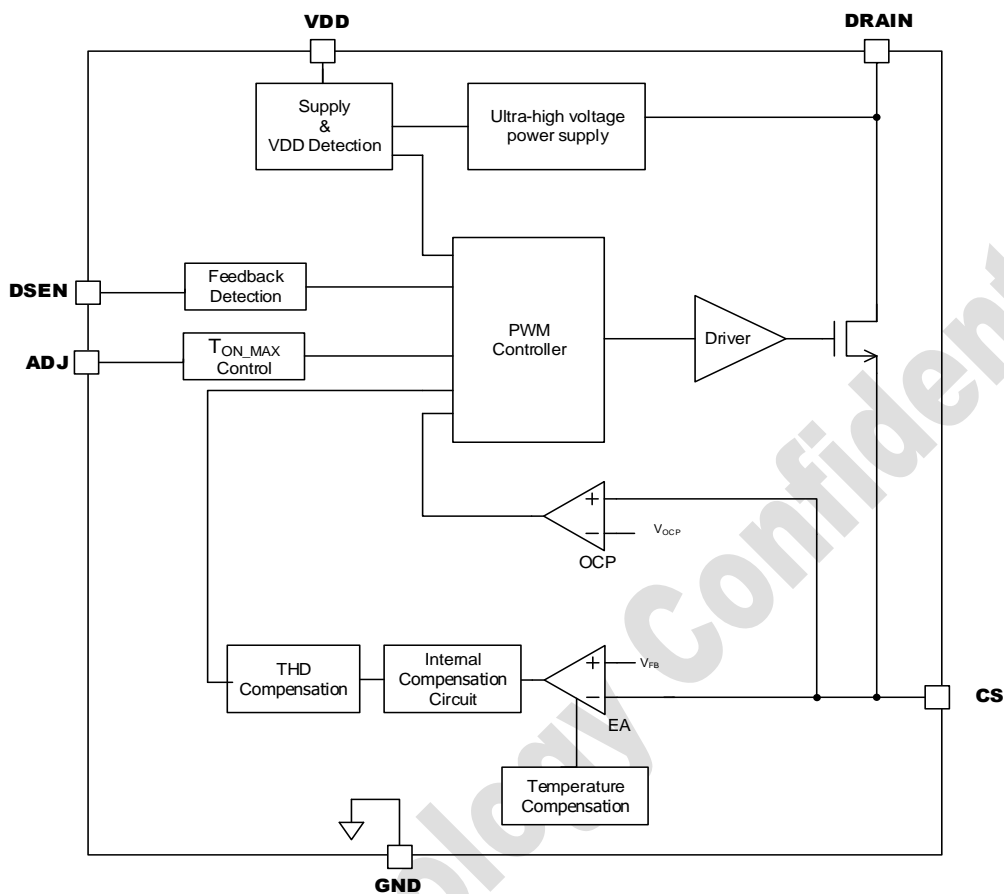 VDD
DRAIN
Supply
&
VDD Detection
Ultra-high voltage
power supply
DSEN
Feedback
Detection
ADJ
TON_MAX
Control
PWM
Controller
Driver
+
−
VOCP
OCP
THD
Compensation
Internal
Compensation
Circuit
+
−
VFB
EA
CS
Temperature
Compensation
GND
Confident